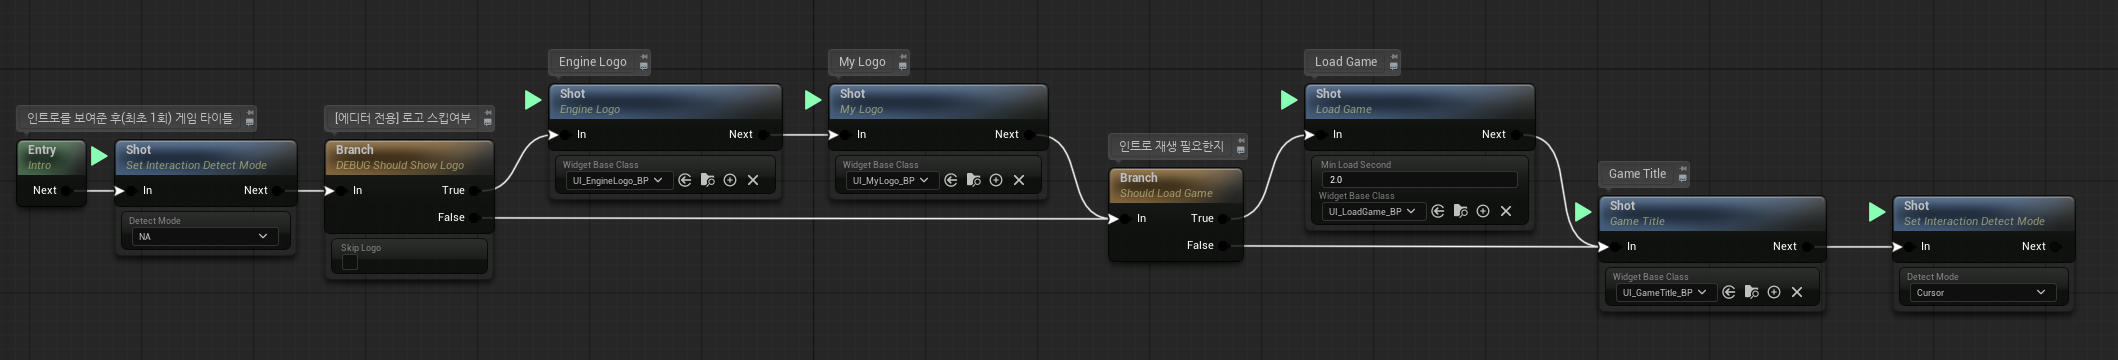 인트로를 보여준 후(최초 1회) 게임 타이틀
Entry
Intro
Next
Shot
Set Interaction Detect Mode
In
Next
Detect Mode
NA
[에디터 전용] 로고 스킵여부
Branch
DEBUG Should Show Logo
In
True
False
Skip Logo
Engine Logo
Shot
Engine Logo
In
Next
Widget Base Class
UI_EngineLogo_BP
My Logo
Shot
My Logo
In
Next
Widget Base Class
UI_MyLogo_BP
인트로 재생 필요한지
Branch
Should Load Game
In
True
False
Load Game
Shot
Load Game
In
Next
Min Load Second
2.0
Widget Base Class
UI_LoadGame_BP
Game Title
Shot
Game Title
In
Next
Widget Base Class
UI_GameTitle_BP
Shot
Set Interaction Detect Mode
In
Next
Detect Mode
Cursor